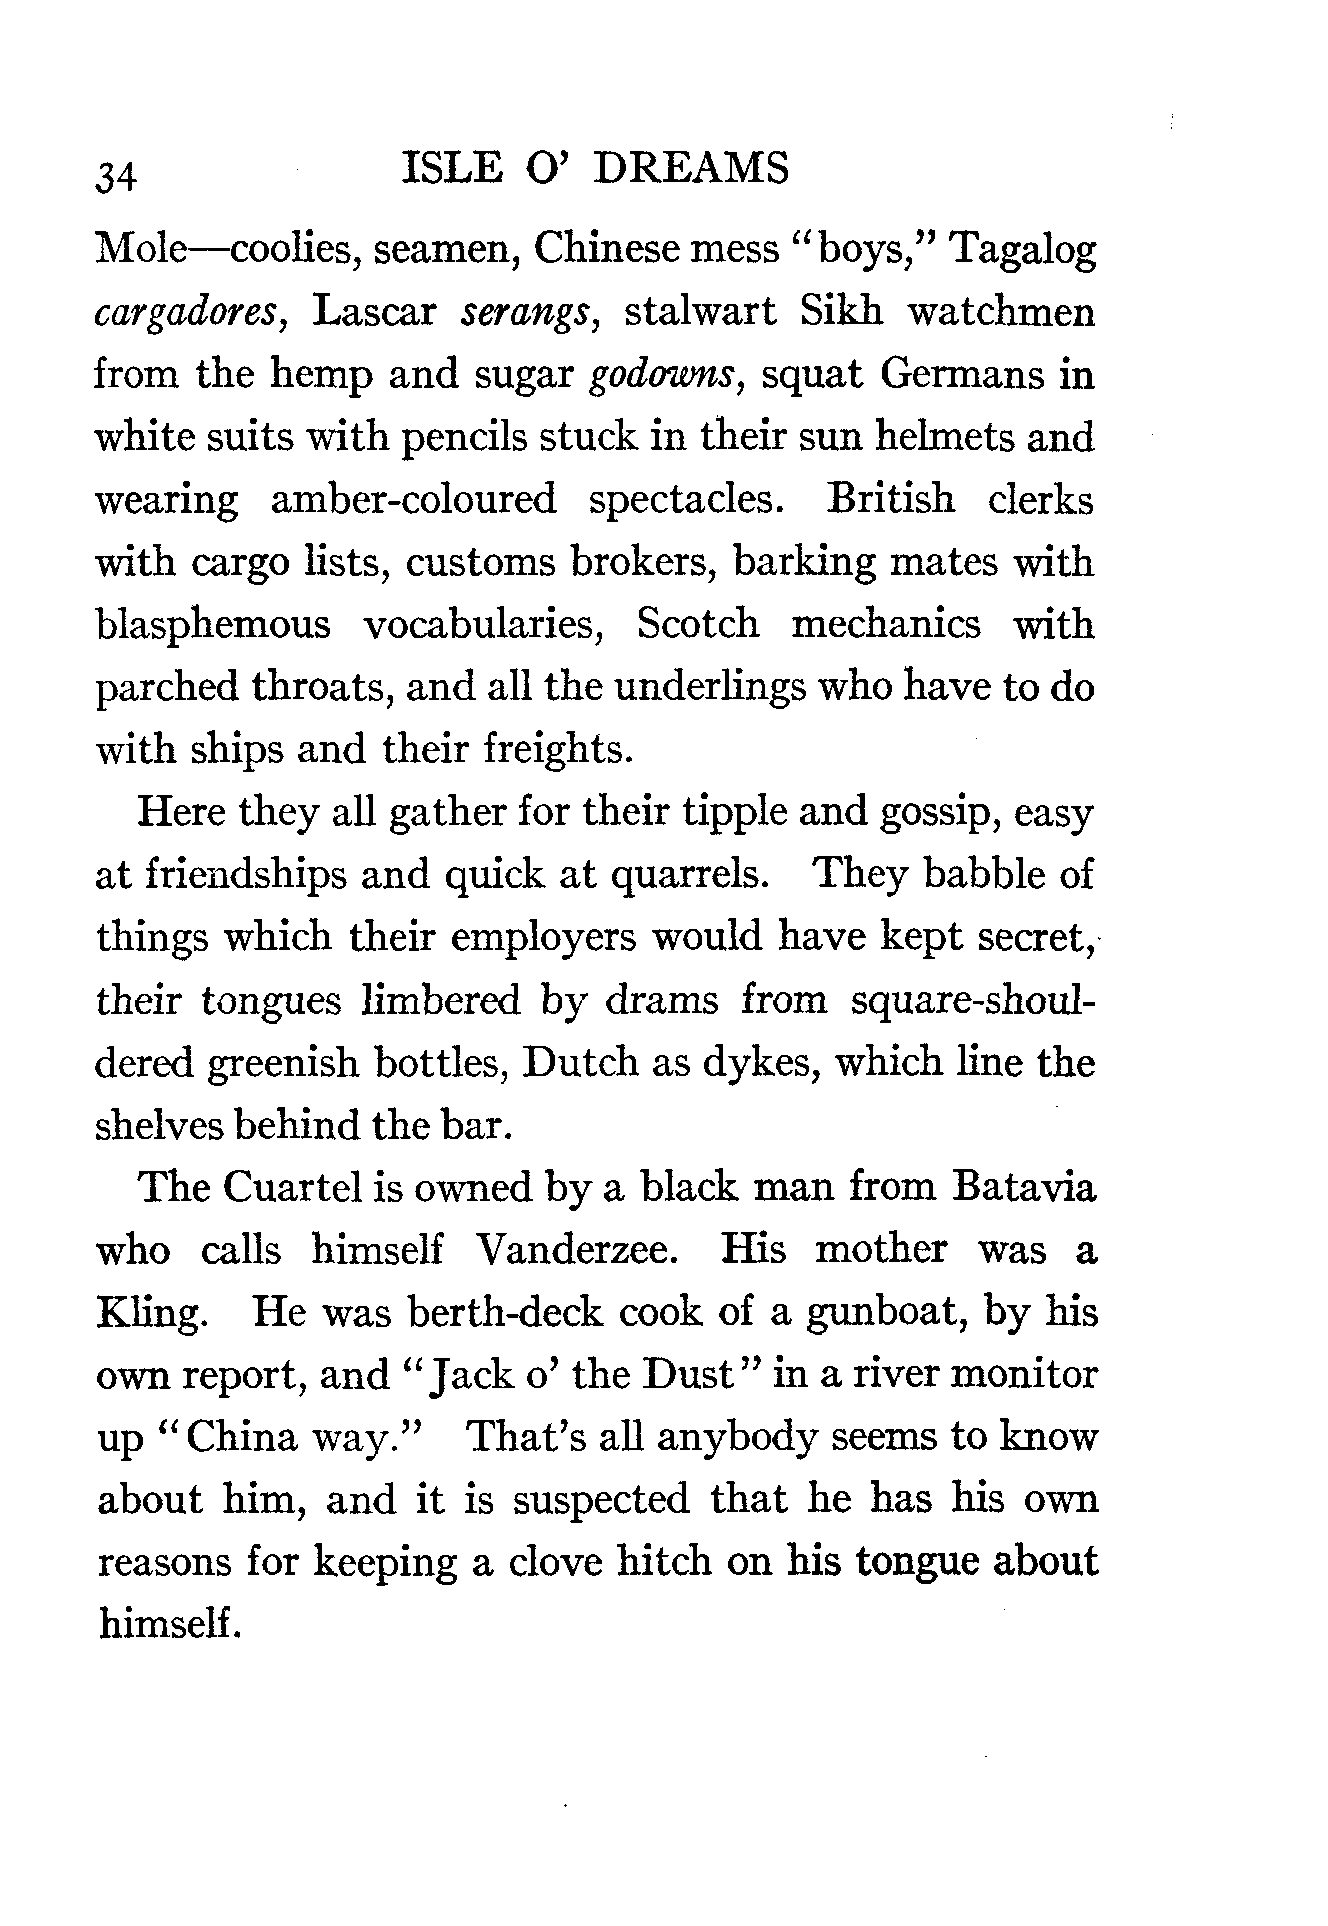 34 ISLE O' DREAMS
Mole—coolies, seamen, Chinese mess "boys," Tagalog
cargadores, Lascar serangs, stalwart Sikh watchmen
from the hemp and sugar godowns, squat Germans in
white suits with pencils stuck in their sun helmets and
wearing amber-coloured spectacles. British clerks
with cargo lists, customs brokers, barking mates with
blasphemous vocabularies, Scotch mechanics with
parched throats, and all the underlings who have to do
with ships and their freights.
Here they all gather for their tipple and gossip, easy
at friendships and quick at quarrels. They babble of
things which their employers would have kept secret,
their tongues limbered by drams from square-shoul-
dered greenish bottles, Dutch as dykes, which line the
shelves behind the bar.
The Cuartel is owned by a black man from Batavia
who calls himself Vanderzee. His mother was a
Kling. He was berth-deck cook of a gunboat, by his
own report, and "Jack o' the Dust" in a river monitor
up "China way." That's all anybody seems to know
about him, and it is suspected that he has his own
reasons for keeping a clove hitch on his tongue about
himself.